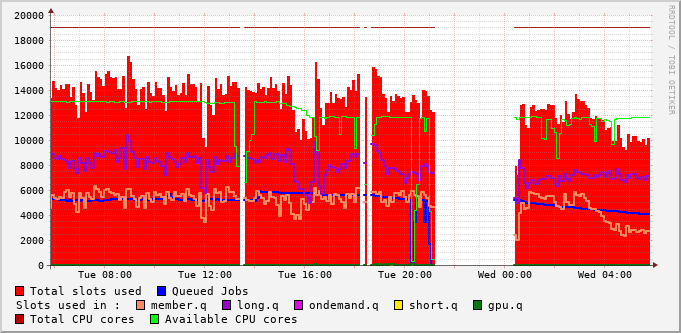 20000
18000
16000
14000
12000
10000
8000
6000
4000
2000
0
Tue 08:00 Tue 12:00 Tue 16:00 Tue 20:00 Wed 00:00 Wed 04:00
Total slots used Queued Jobs
Slots used in : member.q long.q ondemand.q short.q gpu.q
Total CPU cores Available CPU cores
RRDTOOL / TOBI OETIKER